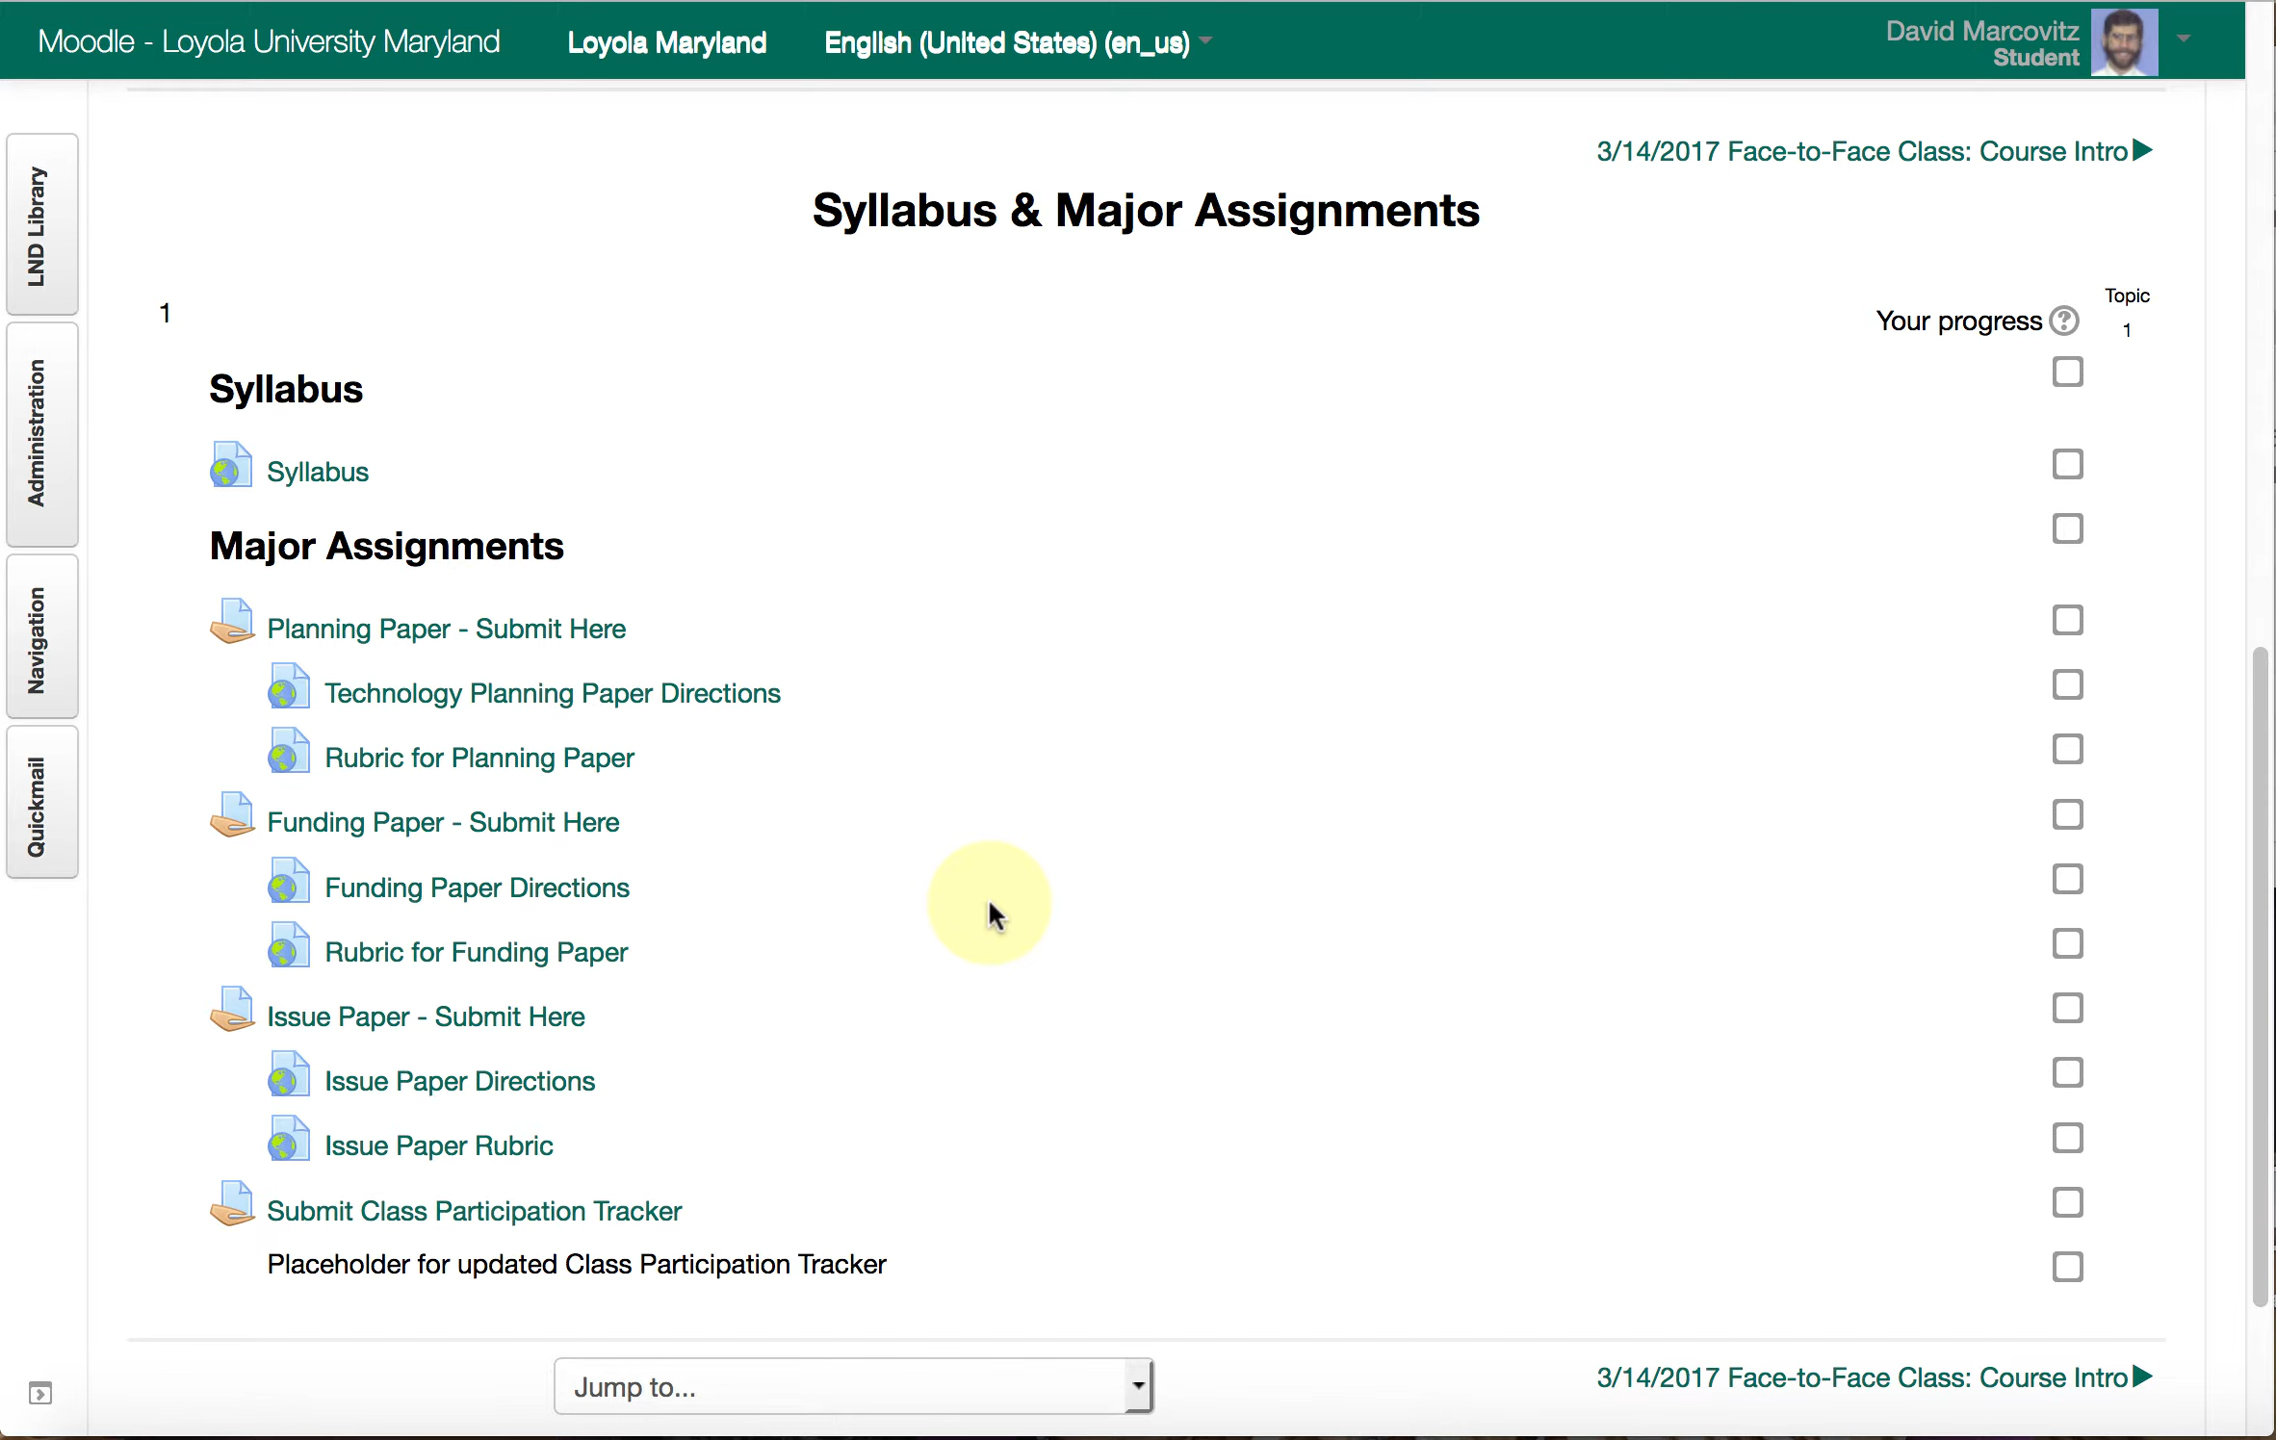 Moodle - Loyola University Maryland Loyola Maryland English (United States) (en_us) David Marcovitz
Student
3/14/2017 Face-to-Face Class: Course Intro▶
Syllabus & Major Assignments
1 Your progress ? Topic
1
Syllabus
Syllabus
Major Assignments
Planning Paper - Submit Here
Technology Planning Paper Directions
Rubric for Planning Paper
Funding Paper - Submit Here
Funding Paper Directions
Rubric for Funding Paper
Issue Paper - Submit Here
Issue Paper Directions
Issue Paper Rubric
Submit Class Participation Tracker
Placeholder for updated Class Participation Tracker
Jump to... 3/14/2017 Face-to-Face Class: Course Intro▶
LND Library
Administration
Navigation
Quickmail